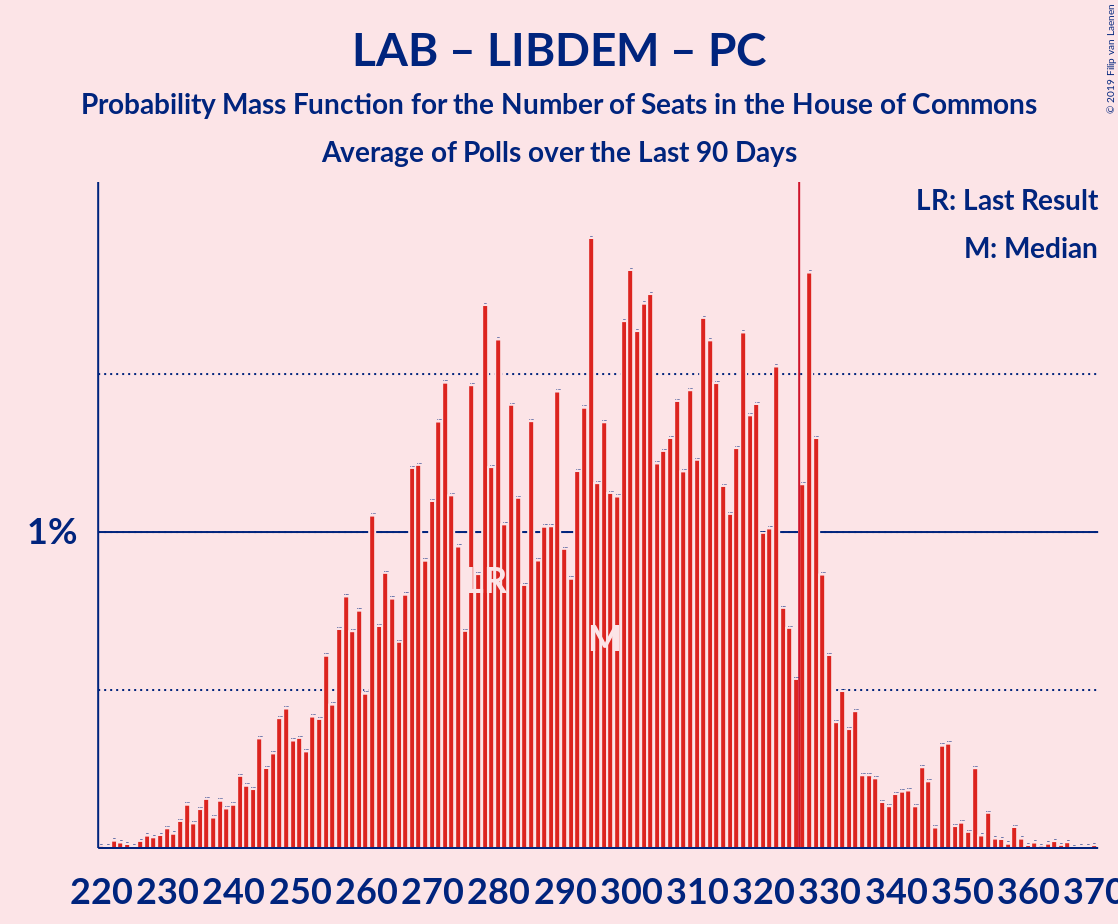 LAB – LIBDEM – PC
Probability Mass Function for the Number of Seats in the House of Commons
Average of Polls over the Last 90 Days
© 2019 Filip van Laenen
LR: Last Result
M: Median
1%
LR
M
220 230 240 250 260 270 280 290 300 310 320 330 340 350 360 370